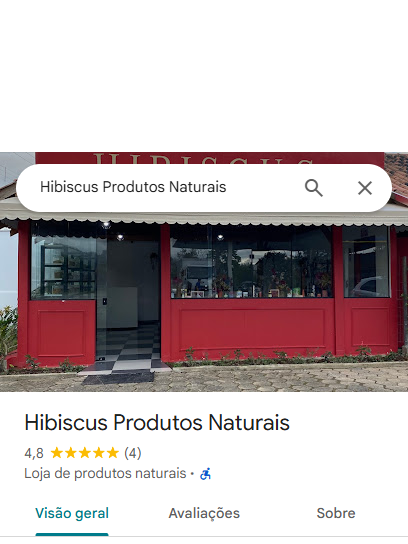 HIBISCUS
Hibiscus Produtos Naturais
Hibiscus Produtos Naturais
4,8 (4)
Loja de produtos naturais ·
Visão geral Avaliações Sobre